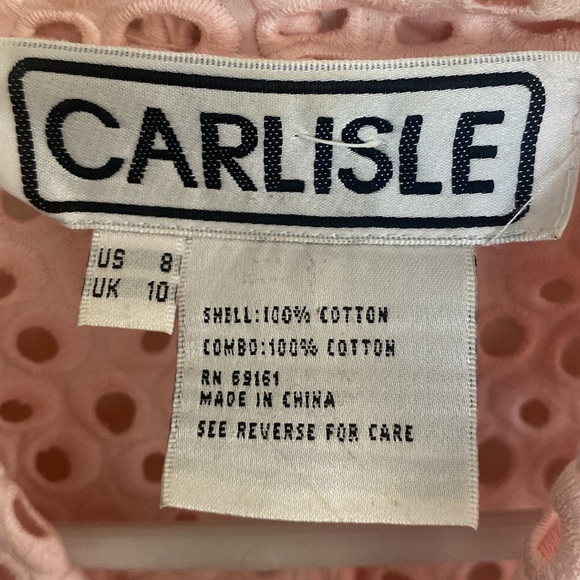 CARLISLE
US 8
UK 10
SHELL:100% COTTON
COMBO:100% COTTON
RN 69161
MADE IN CHINA
SEE REVERSE FOR CARE